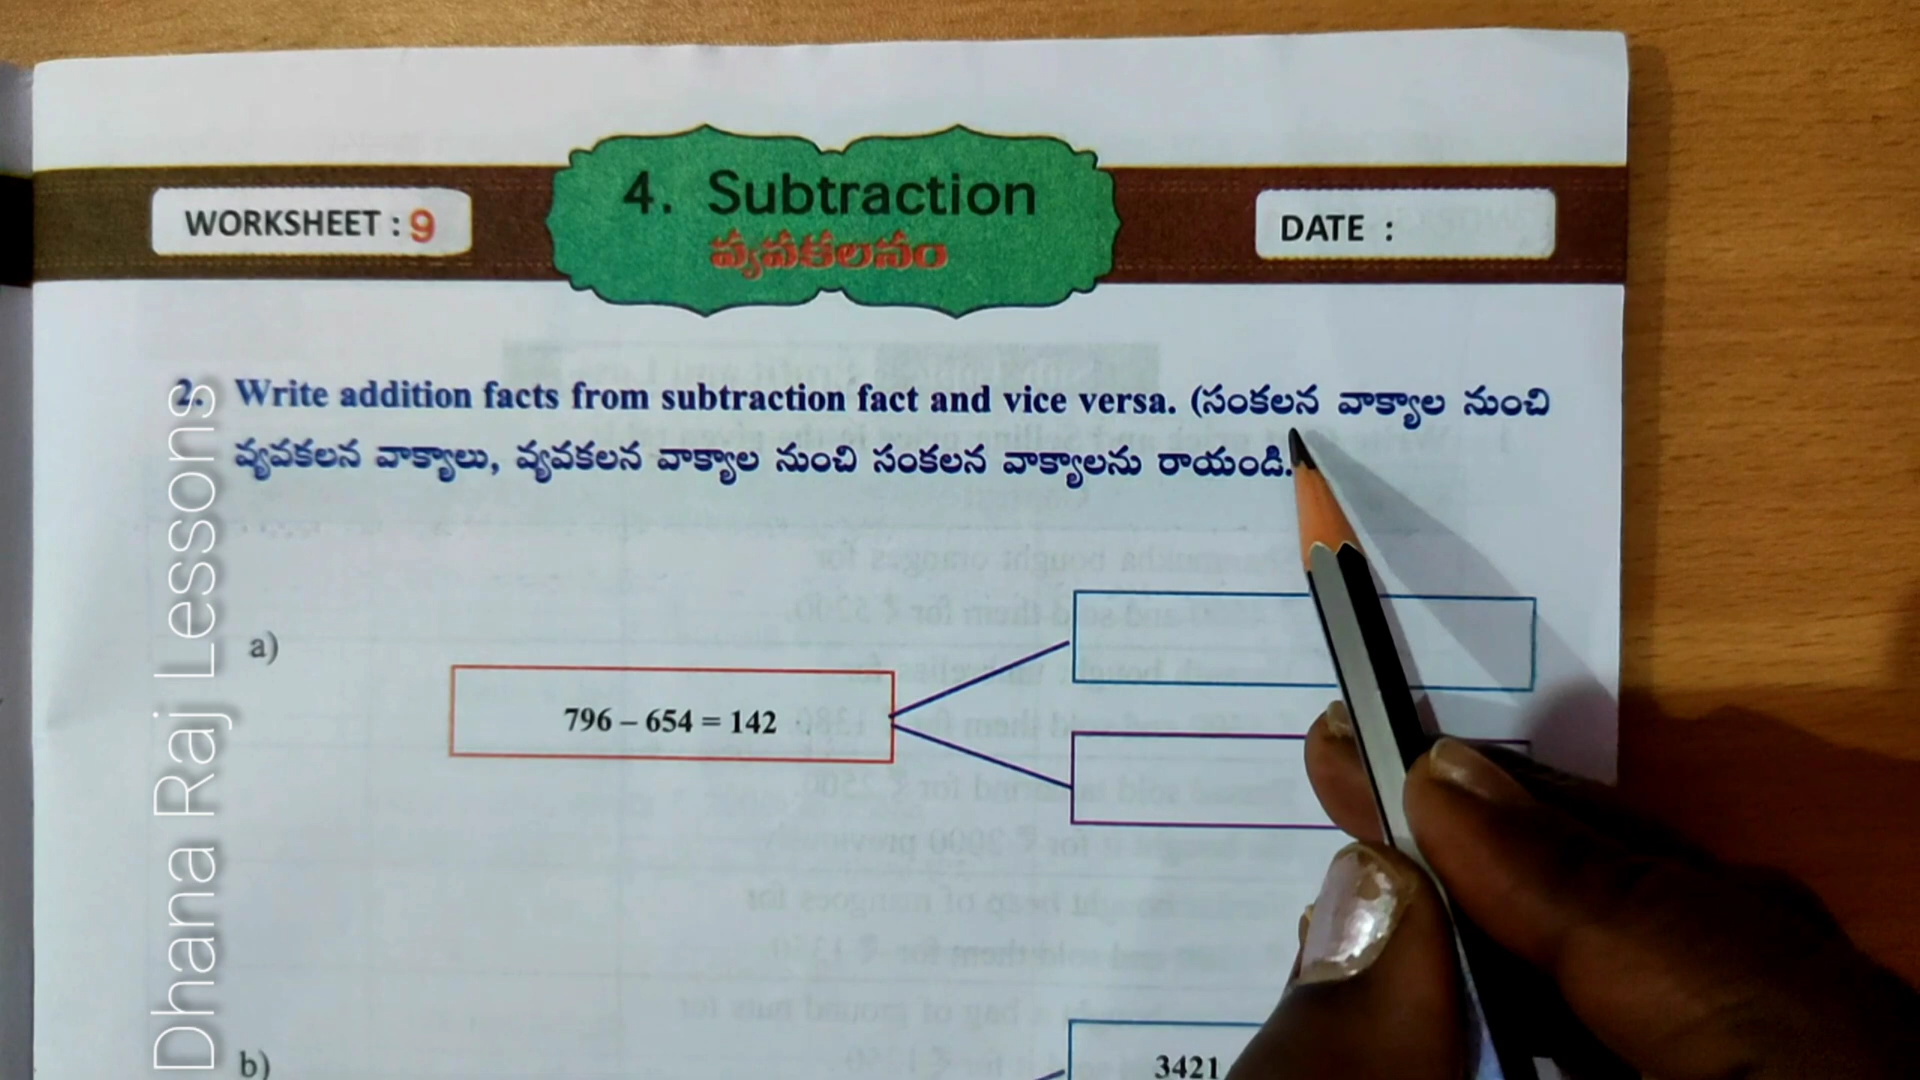 WORKSHEET : 9
4. Subtraction
వ్యవకలనం
DATE :
2. Write addition facts from subtraction fact and vice versa. (సంకలన వాక్యాల నుంచి
వ్యవకలన వాక్యాలు, వ్యవకలన వాక్యాల నుంచి సంకలన వాక్యాలను రాయండి.
a)
796 – 654 = 142
b)
3421
Dhana Raj Lessons